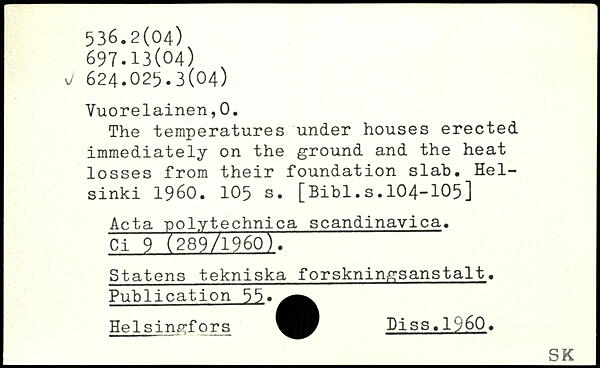 536.2(04)
697.13(04)
✓ 624.025.3(04)
Vuorelainen,O.
The temperatures under houses erected
immediately on the ground and the heat
losses from their foundation slab. Hel-
sinki 1960. 105 s. [Bibl.s.104-105]
Acta polytechnica scandinavica.
Ci 9 (289/1960).
Statens tekniska forskningsanstalt.
Publication 55.
Helsingfors Diss.1960.
SK